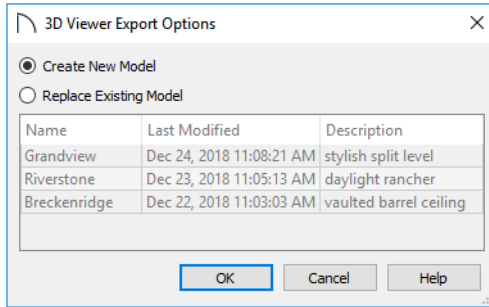 3D Viewer Export Options
Create New Model
Replace Existing Model
Name Last Modified Description
Grandview Dec 24, 2018 11:08:21 AM stylish split level
Riverstone Dec 23, 2018 11:05:13 AM daylight rancher
Breckenridge Dec 22, 2018 11:03:03 AM vaulted barrel ceiling
OK Cancel Help